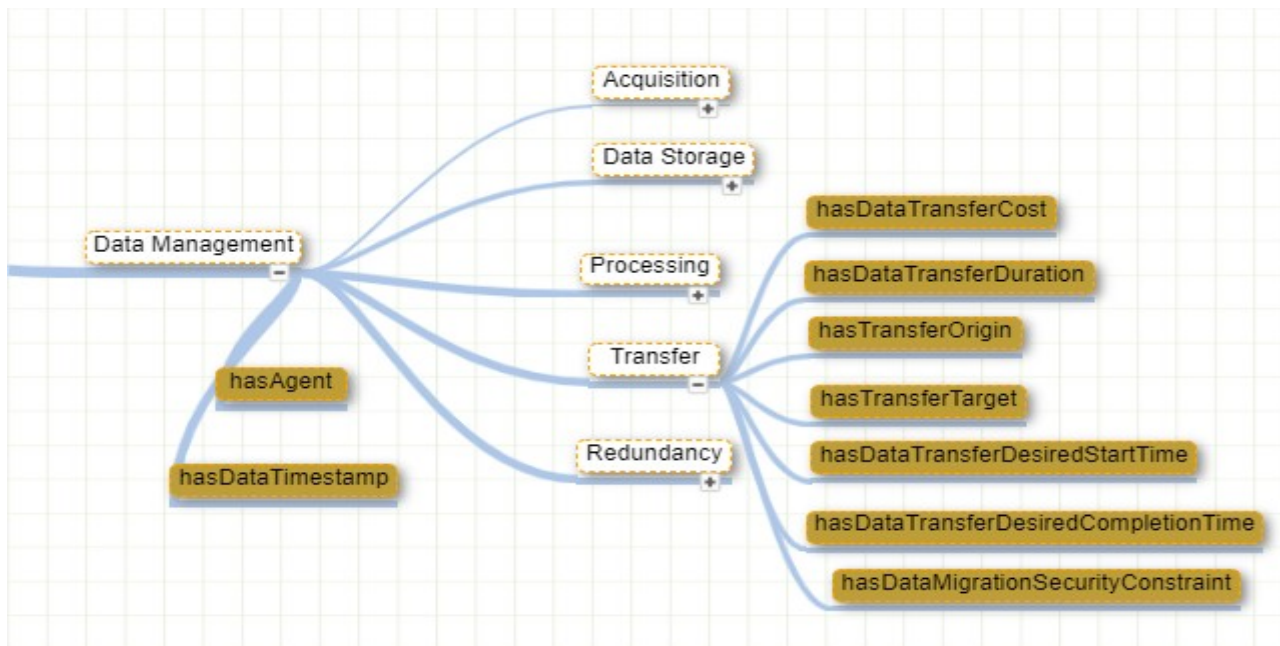 Acquisition
Data Storage
hasDataTransferCost
Data Management
Processing
hasDataTransferDuration
hasTransferOrigin
Transfer
hasAgent
hasTransferTarget
Redundancy
hasDataTransferDesiredStartTime
hasDataTimestamp
hasDataTransferDesiredCompletionTime
hasDataMigrationSecurityConstraint